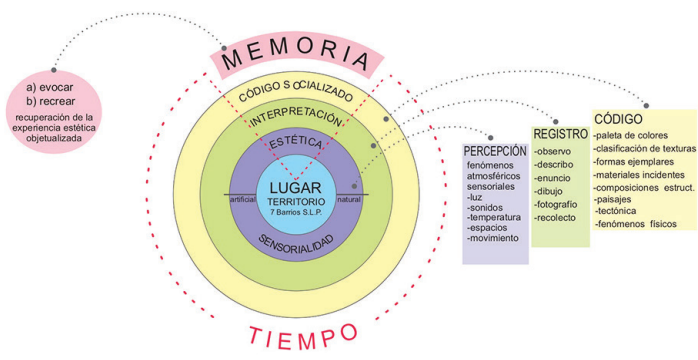 MEMORIA
a) evocar
b) recrear
recuperación de la
experiencia estética
objetualizada
CÓDIGO SOCIALIZADO
INTERPRETACIÓN
ESTÉTICA
LUGAR
TERRITORIO
7 Barrios S.L.P.
artificial
natural
SENSORIALIDAD
TIEMPO
PERCEPCIÓN
fenómenos
atmosféricos
sensoriales
-luz
-sonidos
-temperatura
-espacios
-movimiento
REGISTRO
-observo
-describo
-enuncio
-dibujo
-fotografío
-recolecto
CÓDIGO
-paleta de colores
-clasificación de texturas
-formas ejemplares
-materiales incidentes
-composiciones estruct.
-paisajes
-tectónica
-fenómenos físicos